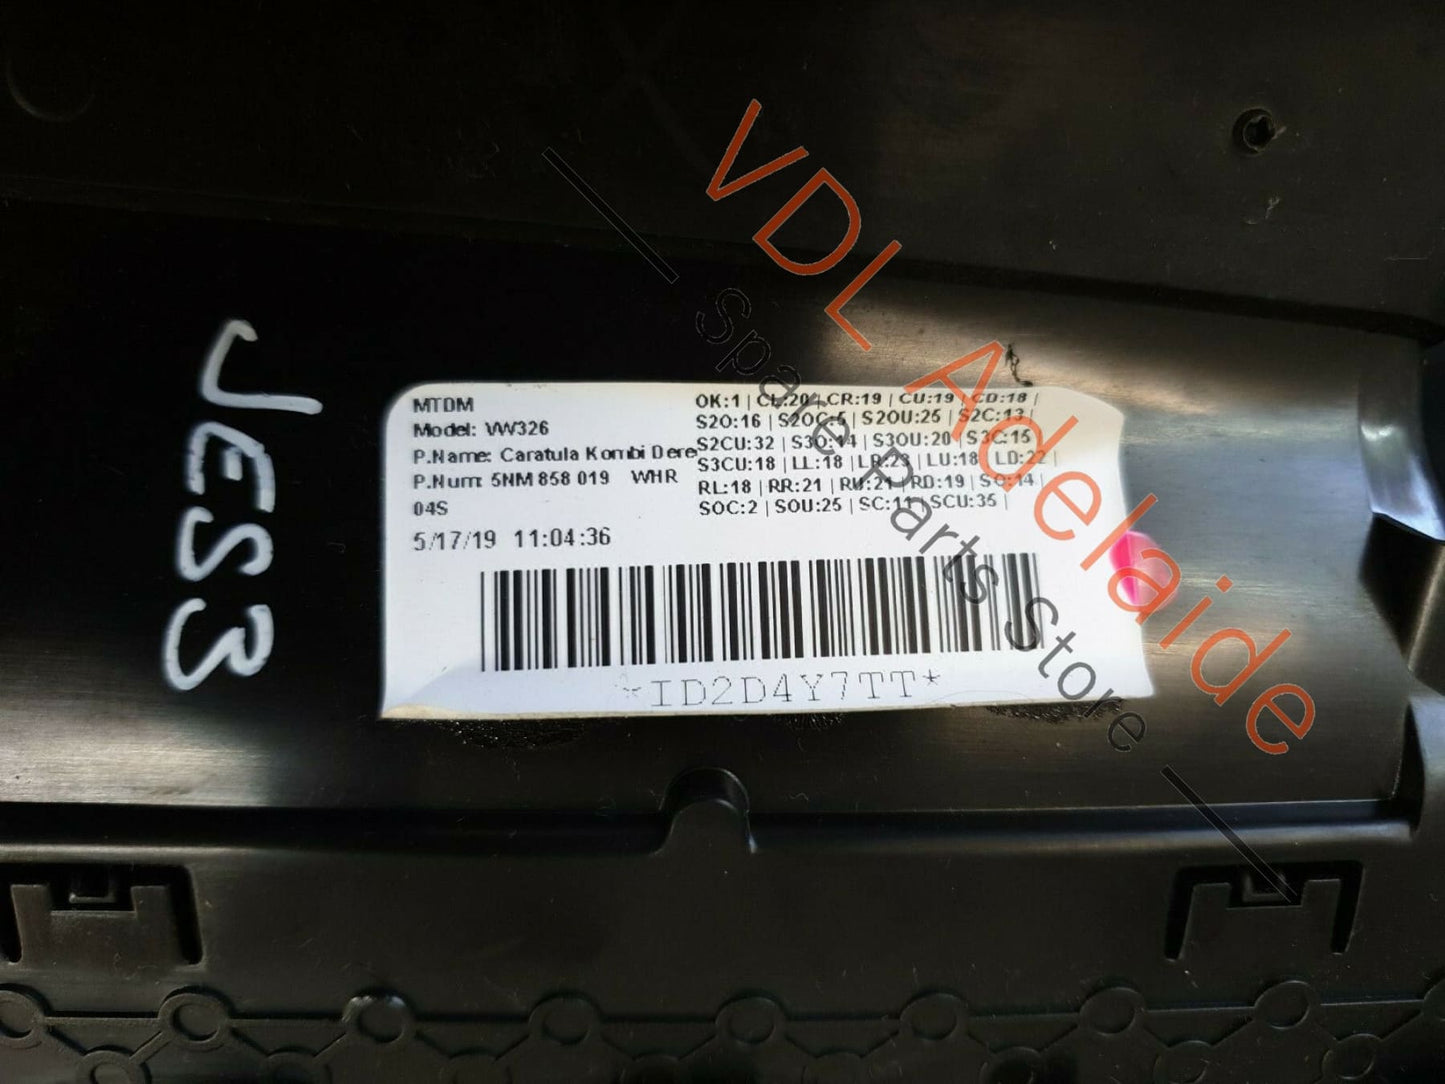 MTDM
Model: VW326
P.Name: Caratula Kombi Dere
P.Num: 5NM 858 019 WHR
04S
5/17/19 11:04:36
OK:1 | CL:20 | CR:19 | CU:19 | CD:18 |
S2O:16 | S2OC:5 | S2OU:25 | S2C:13 |
S2CU:32 | S3O:14 | S3OU:20 | S3C:15
S3CU:18 | LL:18 | LR:23 | LU:18 | LD:22 |
RL:18 | RR:21 | RU:21 | RD:19 | SO:14 |
SOC:2 | SOU:25 | SC:11 | SCU:35 |
*ID2D4Y7TT*
JES3
VDL Adelaide
Spare Parts Store